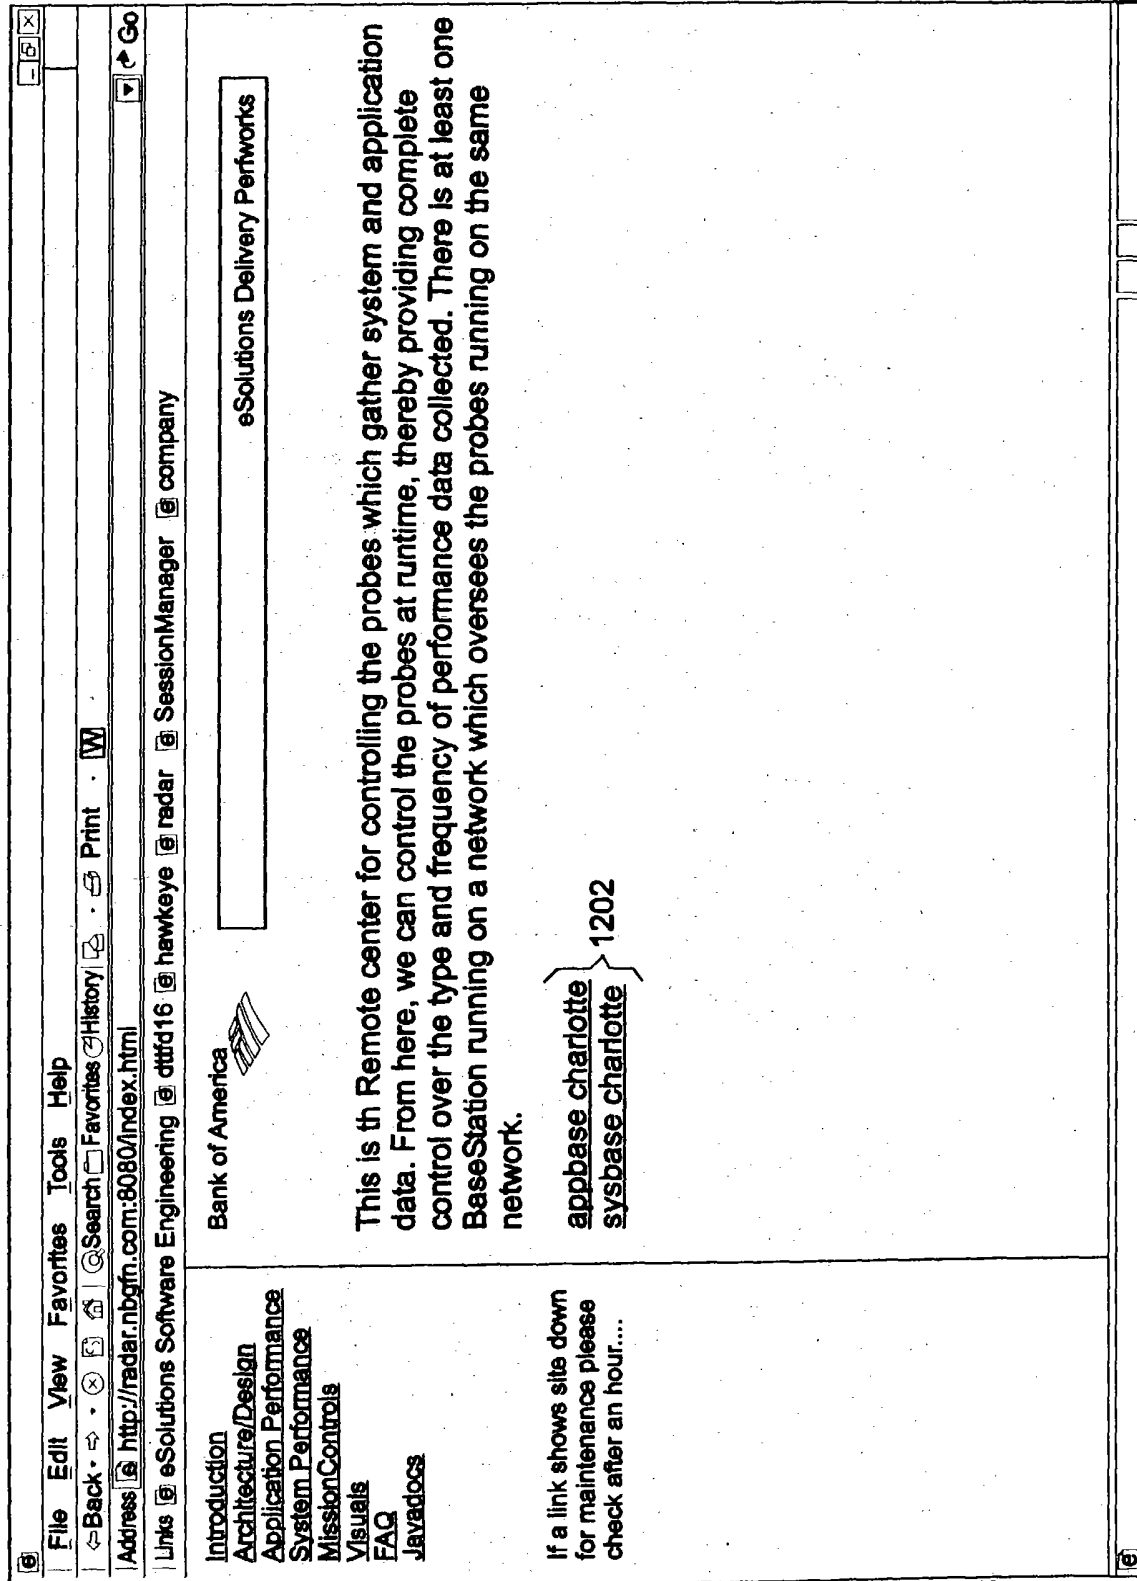 File Edit View Favorites Tools Help
Back Search Favorites History Print W
Address http://radar.nbgfn.com:8080/index.html Go
Links eSolutions Software Engineering dttfd16 hawkeye radar SessionManager company
Introduction
Architecture/Design
Application Performance
System Performance
MissionControls
Visuals
FAQ
Javadocs
If a link shows site down
for maintenance please
check after an hour....
Bank of America
eSolutions Delivery Perfworks
This is th Remote center for controlling the probes which gather system and application
data. From here, we can control the probes at runtime, thereby providing complete
control over the type and frequency of performance data collected. There is at least one
BaseStation running on a network which oversees the probes running on the same
network.
appbase charlotte
sysbase charlotte
1202